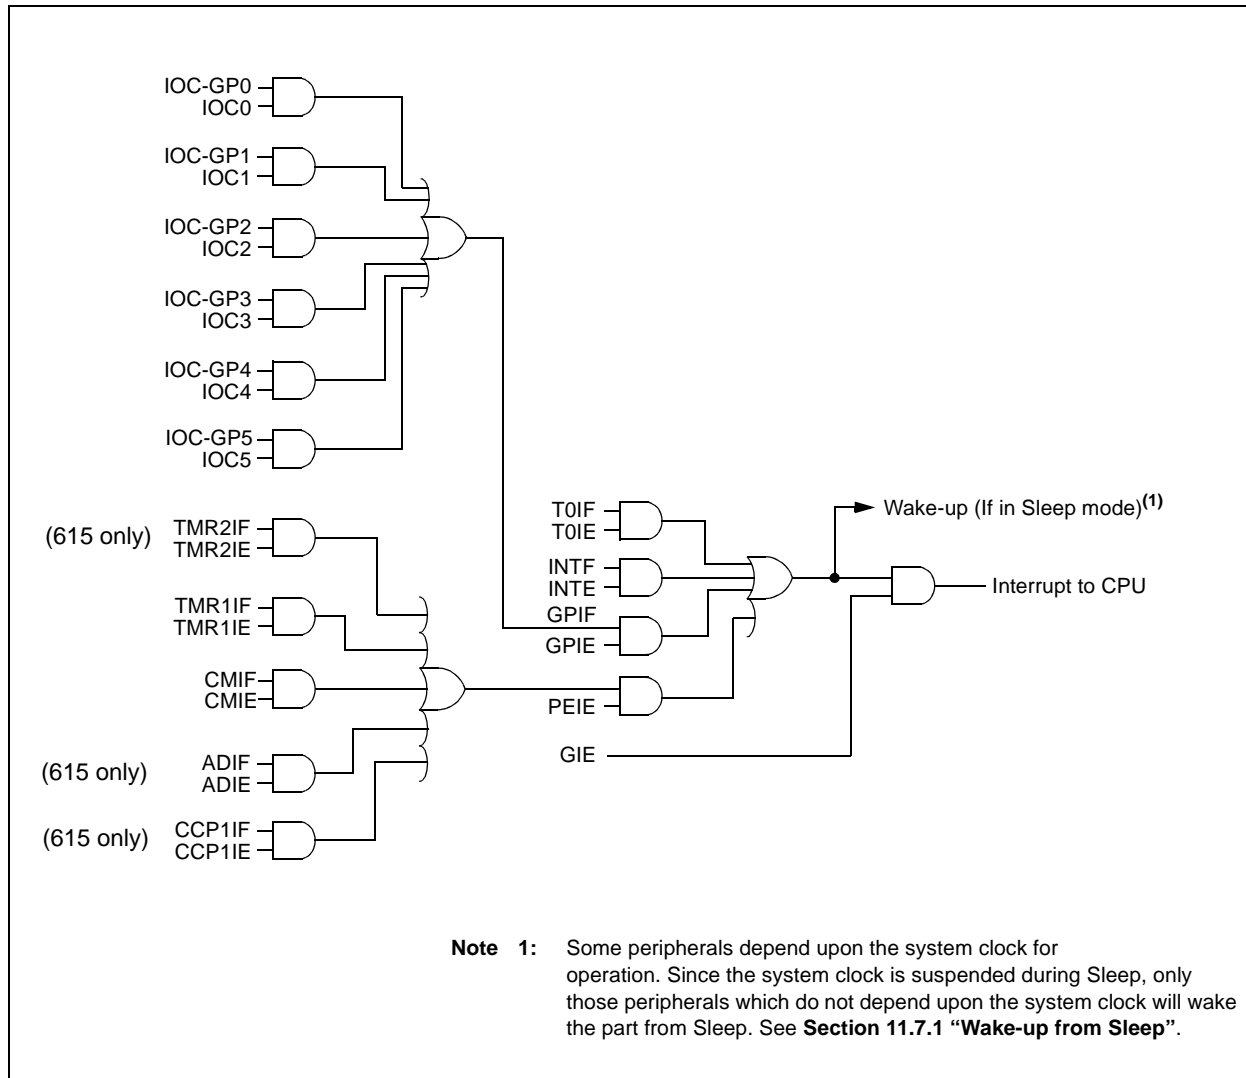 IOC-GP0
IOC0
IOC-GP1
IOC1
IOC-GP2
IOC2
IOC-GP3
IOC3
IOC-GP4
IOC4
IOC-GP5
IOC5
(615 only)
TMR2IF
TMR2IE
TMR1IF
TMR1IE
CMIF
CMIE
(615 only)
ADIF
ADIE
(615 only)
CCP1IF
CCP1IE
T0IF
T0IE
INTF
INTE
GPIF
GPIE
PEIE
GIE
Wake-up (If in Sleep mode)(1)
Interrupt to CPU
Note 1: Some peripherals depend upon the system clock for
operation. Since the system clock is suspended during Sleep, only
those peripherals which do not depend upon the system clock will wake
the part from Sleep. See Section 11.7.1 “Wake-up from Sleep”.